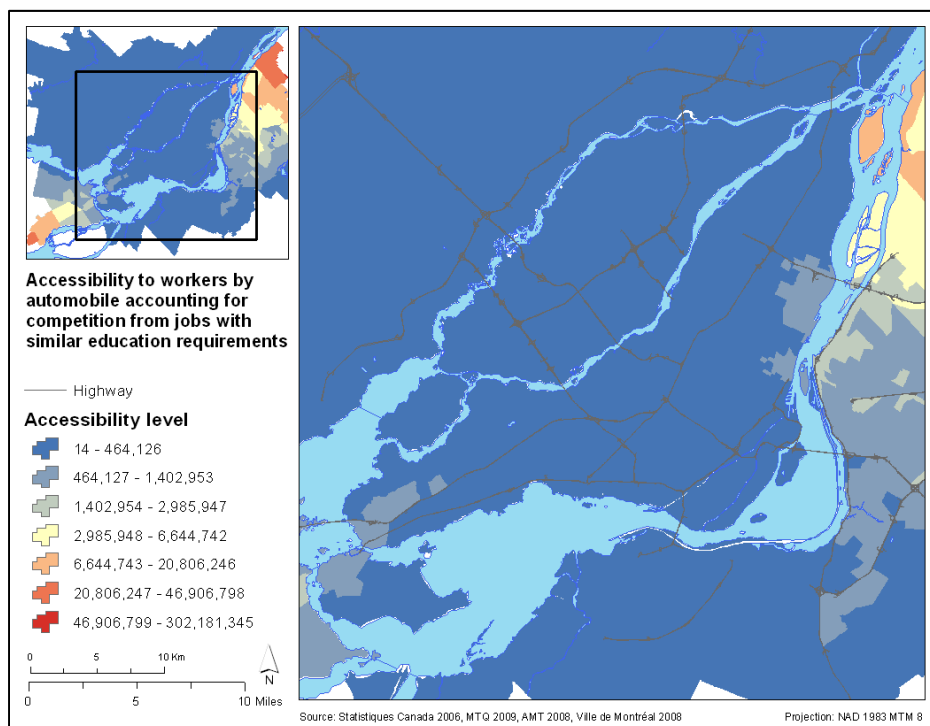 Accessibility to workers by
automobile accounting for
competition from jobs with
similar education requirements
Highway
Accessibility level
14 - 464,126
464,127 - 1,402,953
1,402,954 - 2,985,947
2,985,948 - 6,644,742
6,644,743 - 20,806,246
20,806,247 - 46,906,798
46,906,799 - 302,181,345
0 5 10 Km
N
0 5 10 Miles
Source: Statistiques Canada 2006, MTQ 2009, AMT 2008, Ville de Montréal 2008 Projection: NAD 1983 MTM 8